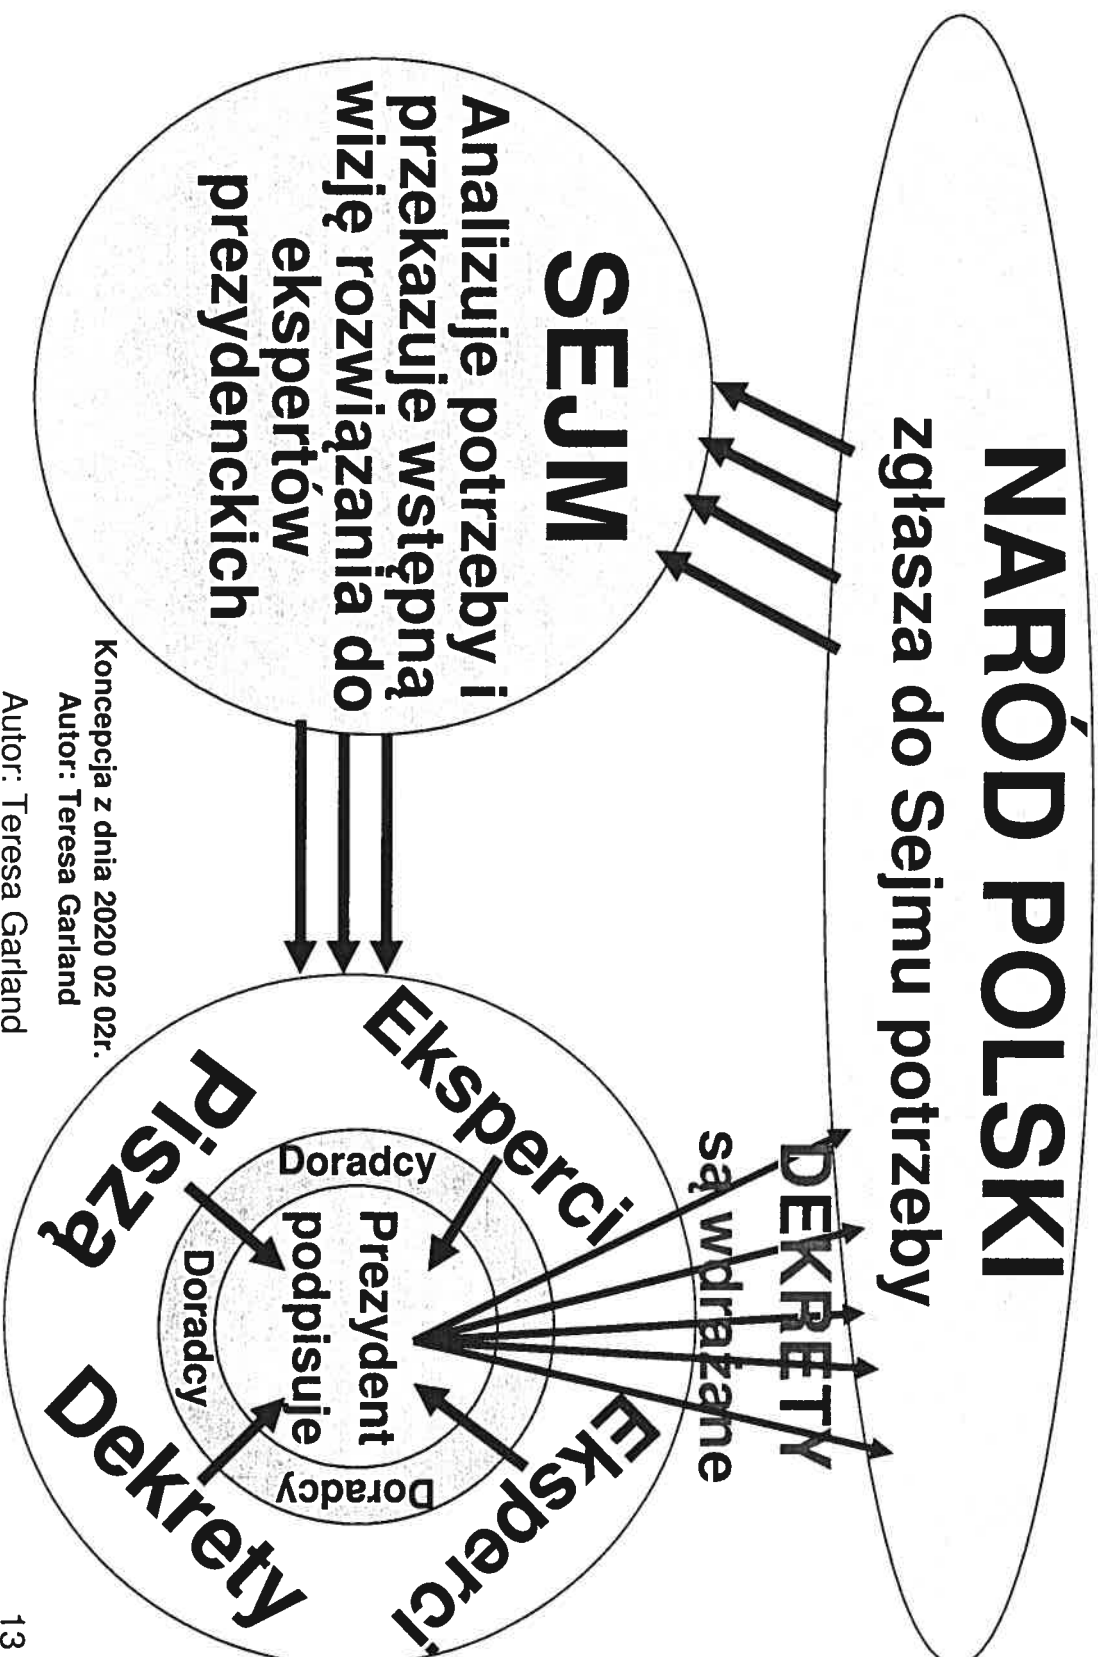 NARÓD POLSKI
zgłasza do Sejmu potrzeby
SEJM
Analizuje potrzeby i
przekazuje wstępną
wizję rozwiązania do
ekspertów
prezydenckich
DEKRETY
są wdrażane
Eksperci
Eksperci
Piszą
Dekrety
Doradcy
Doradcy
Doradcy
Prezydent
podpisuje
Koncepcja z dnia 2020 02 02r.
Autor: Teresa Garland
Autor: Teresa Garland
13